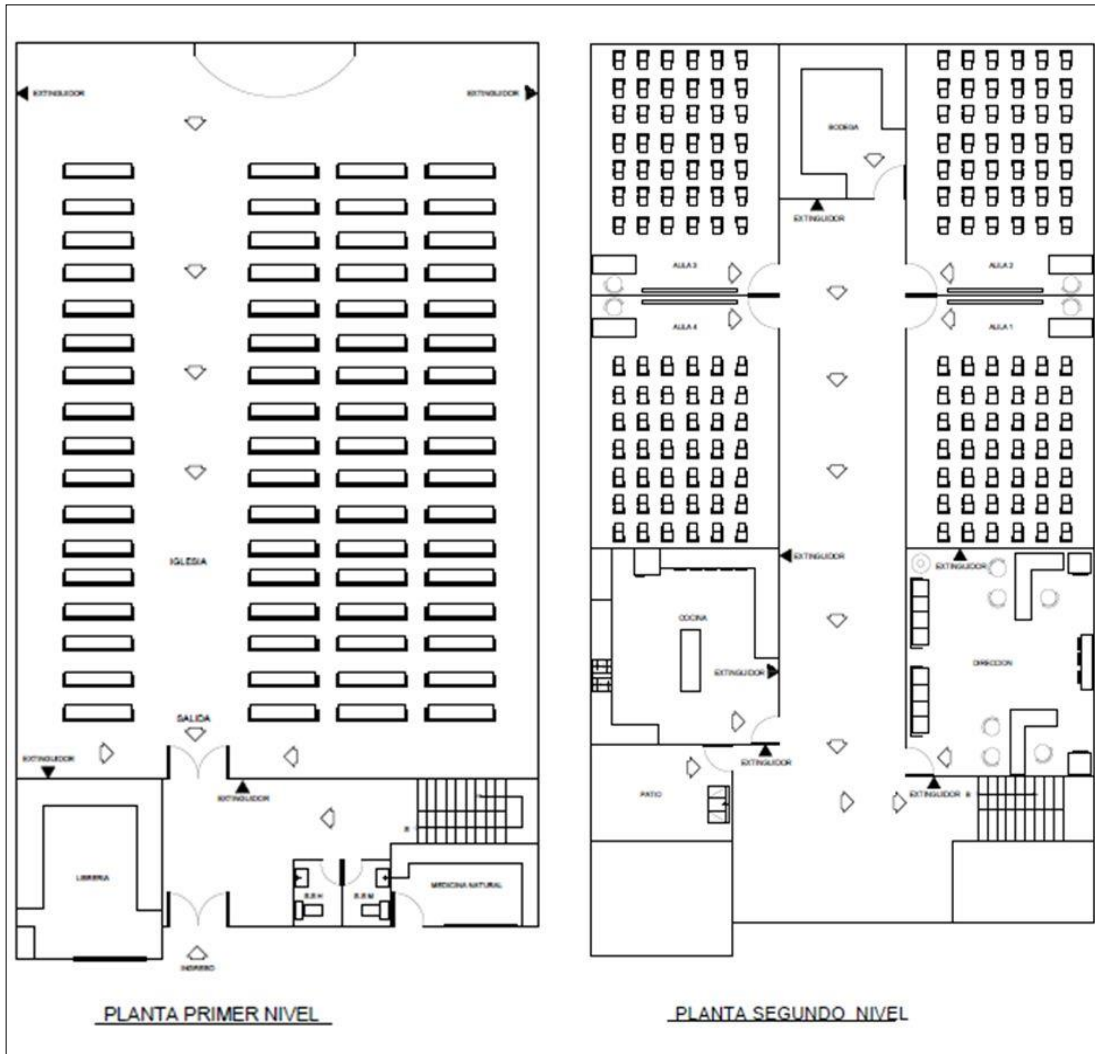 EXTINGUIDOR
EXTINGUIDOR
IGLESIA
SALIDA
EXTINGUIDOR
EXTINGUIDOR
B
LIBRERIA
S.S.H
S.S.M
MEDICINA NATURAL
INGRESO
PLANTA PRIMER NIVEL
BODEGA
EXTINGUIDOR
AULA 3
AULA 2
AULA 4
AULA 1
EXTINGUIDOR
EXTINGUIDOR
COCINA
DIRECCION
EXTINGUIDOR
EXTINGUIDOR
PATIO
EXTINGUIDOR
B
PLANTA SEGUNDO NIVEL